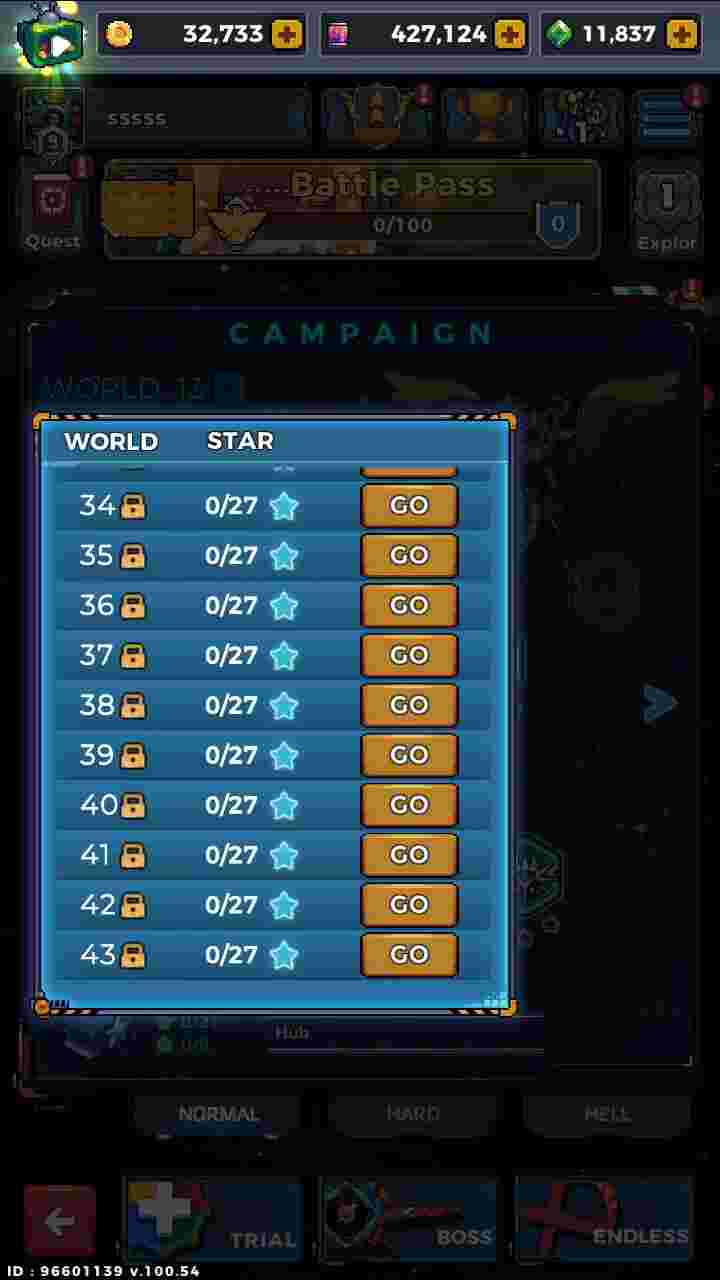 32,733
427,124
11,837
19
sssss
1
Battle Pass
0/100
0
1
Quest
Explor
CAMPAIGN
WORLD 13
WORLD STAR
34 0/27 GO
35 0/27 GO
36 0/27 GO
37 0/27 GO
38 0/27 GO
39 0/27 GO
40 0/27 GO
41 0/27 GO
42 0/27 GO
43 0/27 GO
Hub
NORMAL HARD HELL
TRIAL BOSS ENDLESS
ID : 96601139 v.100.54